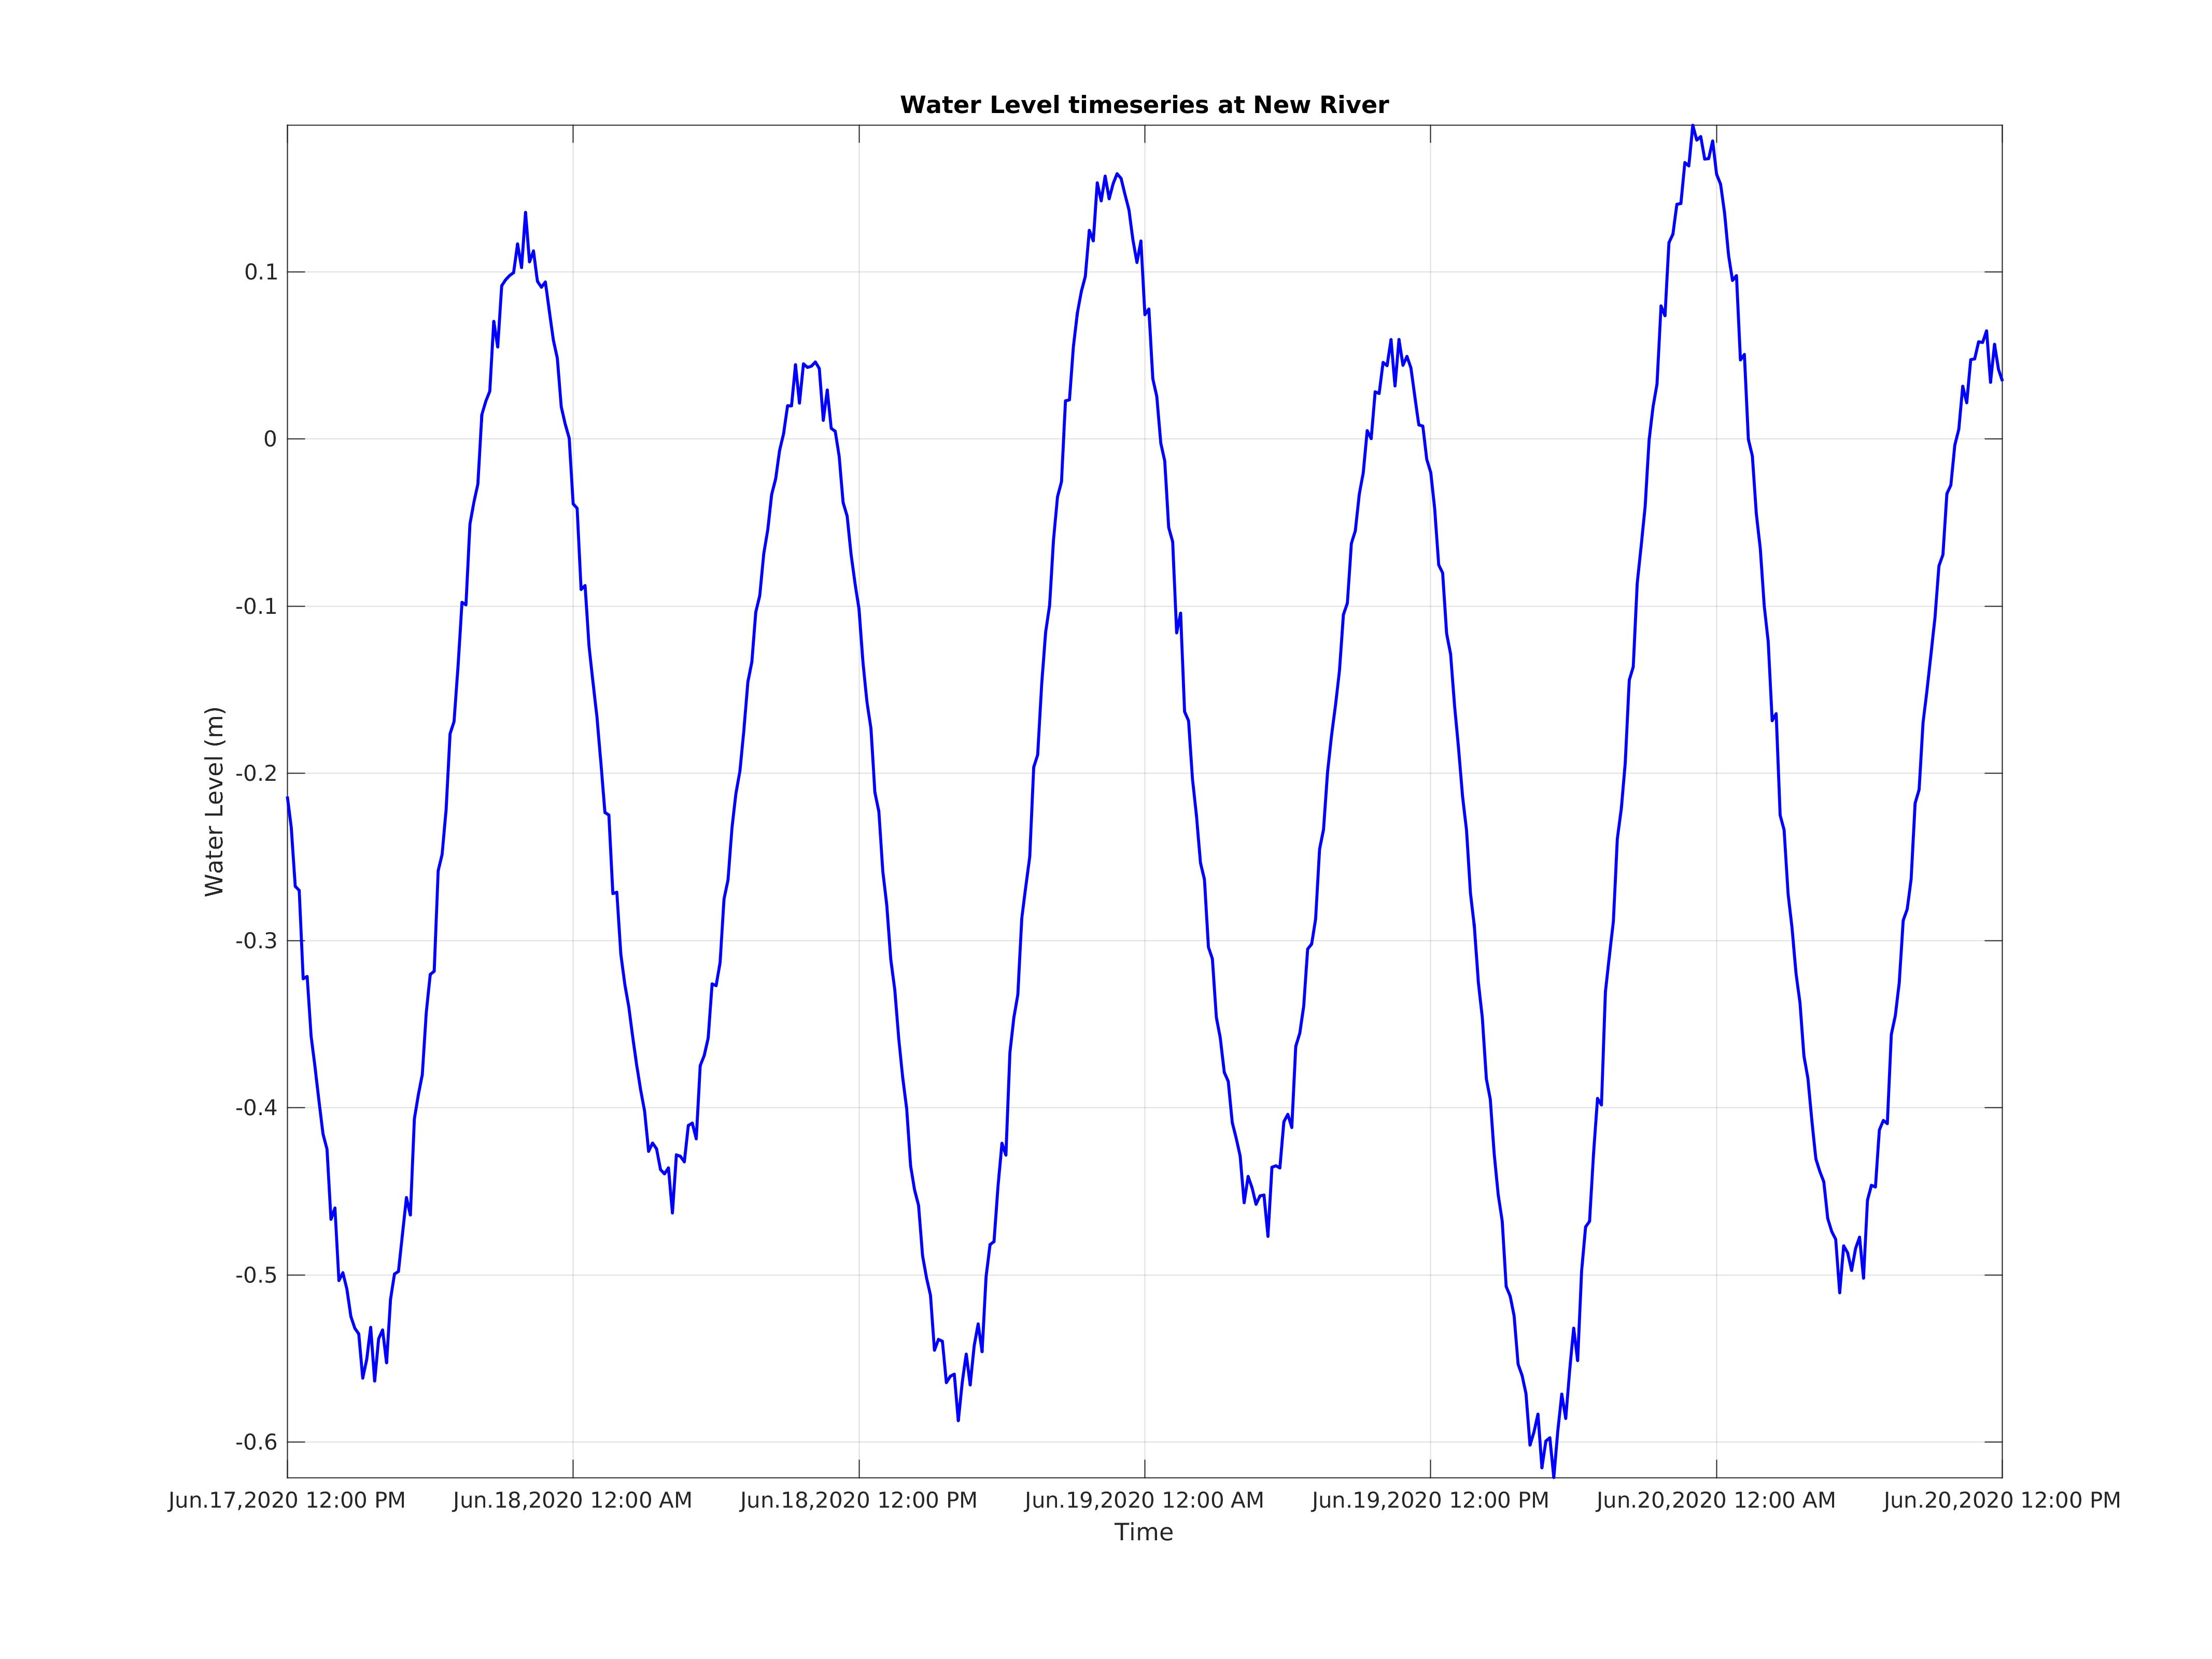 Water Level timeseries at New River
0.1
0
-0.1
-0.2
-0.3
-0.4
-0.5
-0.6
Water Level (m)
Jun.17,2020 12:00 PM
Jun.18,2020 12:00 AM
Jun.18,2020 12:00 PM
Jun.19,2020 12:00 AM
Jun.19,2020 12:00 PM
Jun.20,2020 12:00 AM
Jun.20,2020 12:00 PM
Time